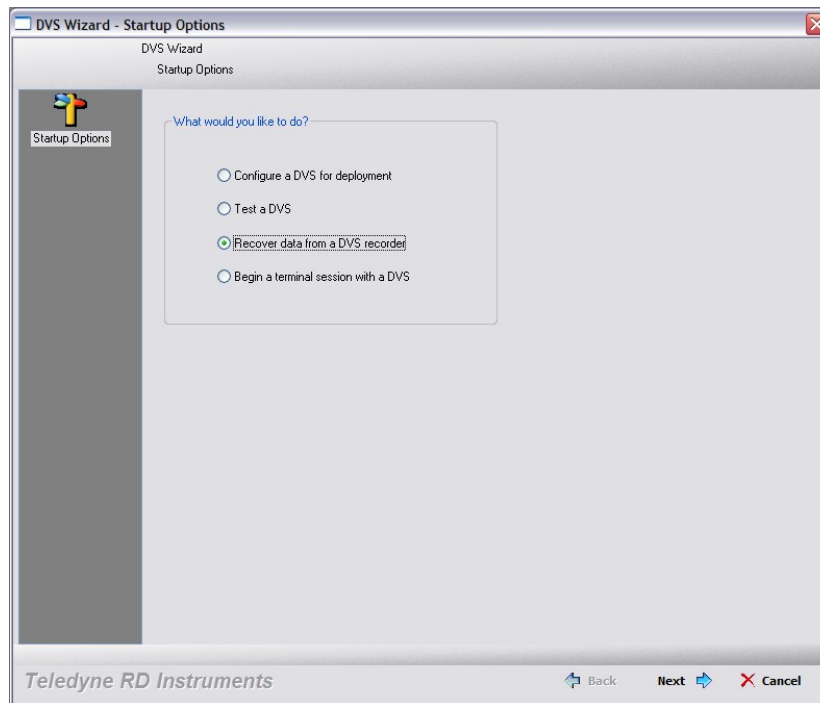 DVS Wizard - Startup Options
DVS Wizard
Startup Options
Startup Options
What would you like to do?
Configure a DVS for deployment
Test a DVS
Recover data from a DVS recorder
Begin a terminal session with a DVS
Teledyne RD Instruments
Back
Next
Cancel